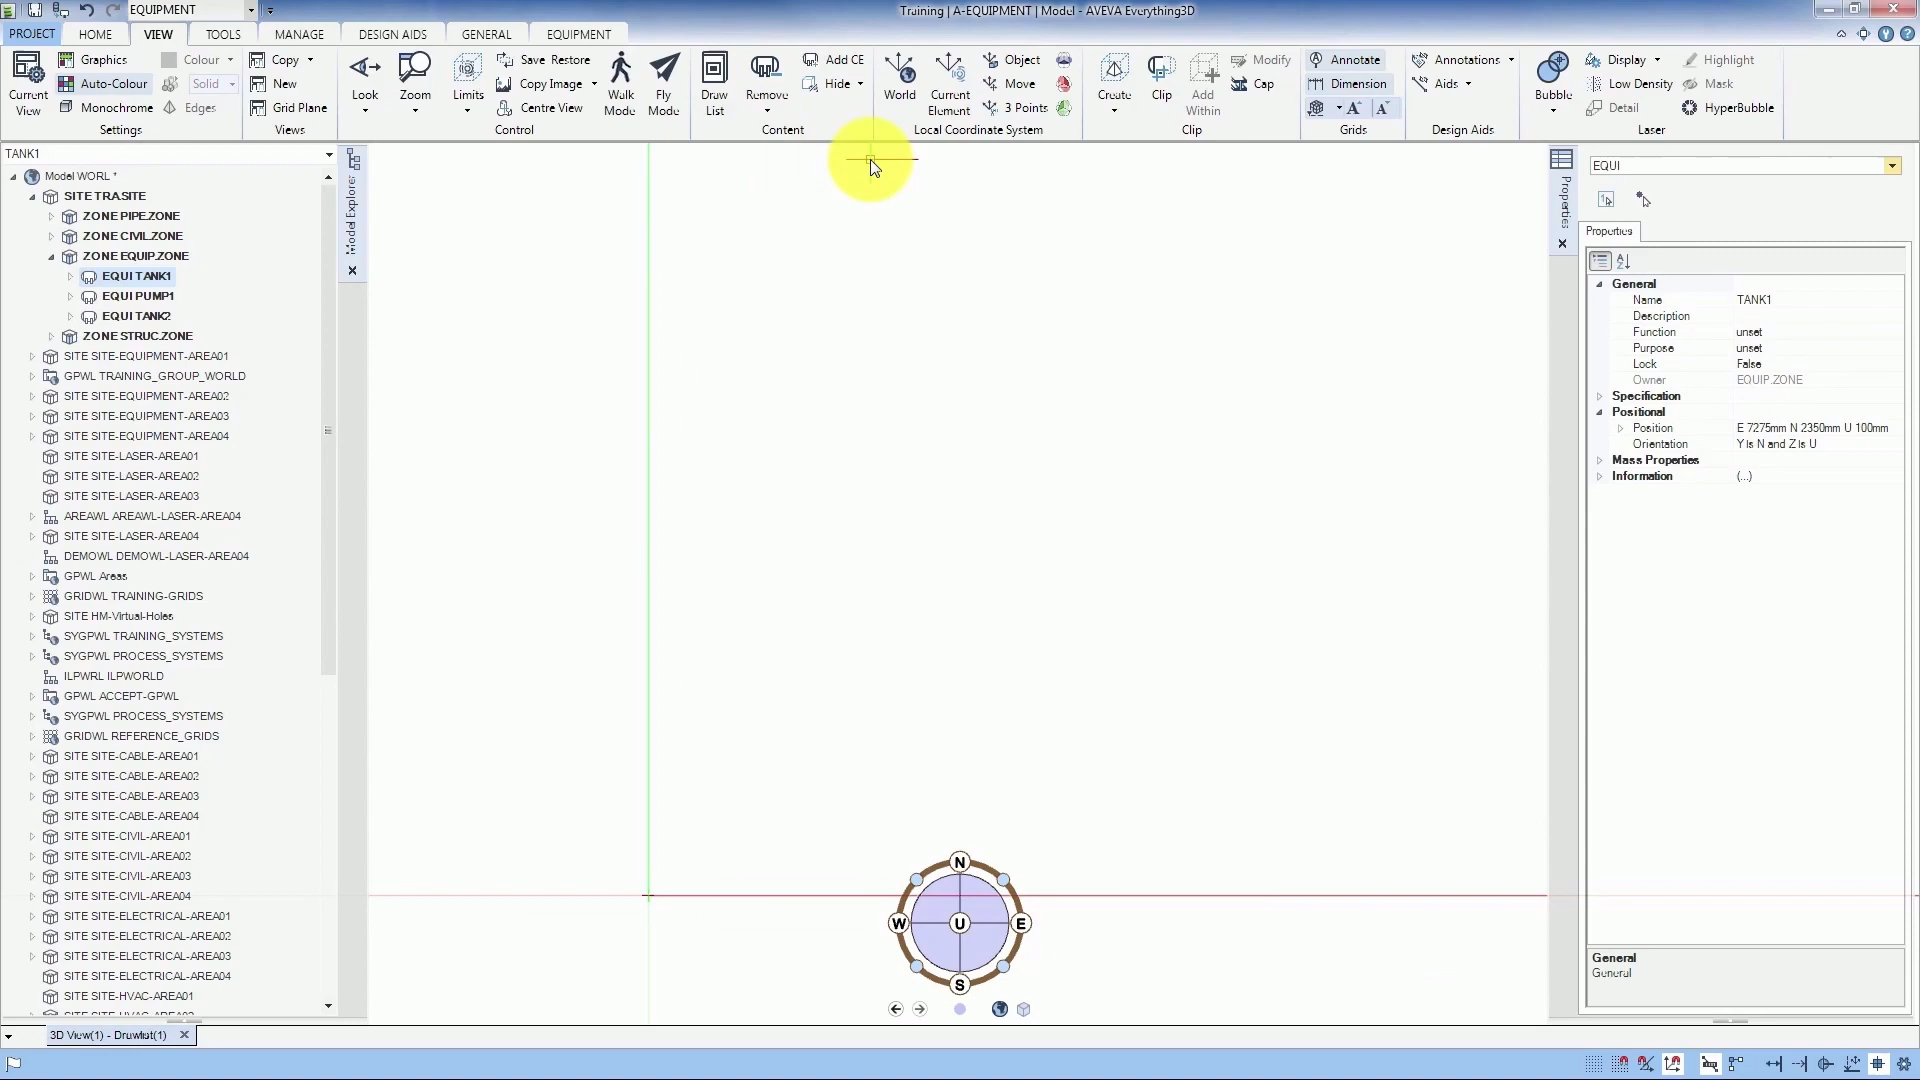 EQUIPMENT
Training | A-EQUIPMENT | Model - AVEVA Everything3D
PROJECT HOME VIEW TOOLS MANAGE DESIGN AIDS GENERAL EQUIPMENT
Current View
Graphics
Auto-Colour
Monochrome
Colour
Solid
Edges
Settings
Copy
New
Grid Plane
Views
Look
Zoom
Limits
Save Restore
Copy Image
Centre View
Walk Mode
Fly Mode
Control
Draw List
Remove
Add CE
Hide
Content
World
Current Element
Object
Move
3 Points
Local Coordinate System
Create
Clip
Add Within
Modify
Cap
Clip
Annotate
Dimension
A A
Grids
Annotations
Aids
Design Aids
Bubble
Display
Low Density
Detail
Highlight
Mask
HyperBubble
Laser
TANK1
Model WORL *
SITE TRA.SITE
ZONE PIPE.ZONE
ZONE CIVIL.ZONE
ZONE EQUIP.ZONE
EQUI TANK1
EQUI PUMP1
EQUI TANK2
ZONE STRUC.ZONE
SITE SITE-EQUIPMENT-AREA01
GPWL TRAINING_GROUP_WORLD
SITE SITE-EQUIPMENT-AREA02
SITE SITE-EQUIPMENT-AREA03
SITE SITE-EQUIPMENT-AREA04
SITE SITE-LASER-AREA01
SITE SITE-LASER-AREA02
SITE SITE-LASER-AREA03
AREAWL AREAWL-LASER-AREA04
SITE SITE-LASER-AREA04
DEMOWL DEMOWL-LASER-AREA04
GPWL Areas
GRIDWL TRAINING-GRIDS
SITE HM-Virtual-Holes
SYGPWL TRAINING_SYSTEMS
SYGPWL PROCESS_SYSTEMS
ILPWRL ILPWORLD
GPWL ACCEPT-GPWL
SYGPWL PROCESS_SYSTEMS
GRIDWL REFERENCE_GRIDS
SITE SITE-CABLE-AREA01
SITE SITE-CABLE-AREA02
SITE SITE-CABLE-AREA03
SITE SITE-CABLE-AREA04
SITE SITE-CIVIL-AREA01
SITE SITE-CIVIL-AREA02
SITE SITE-CIVIL-AREA03
SITE SITE-CIVIL-AREA04
SITE SITE-ELECTRICAL-AREA01
SITE SITE-ELECTRICAL-AREA02
SITE SITE-ELECTRICAL-AREA03
SITE SITE-ELECTRICAL-AREA04
SITE SITE-HVAC-AREA01
Model Explorer
N
W U E
S
Properties
EQUI
Properties
General
Name TANK1
Description
Function unset
Purpose unset
Lock False
Owner EQUIP.ZONE
Specification
Positional
Position E 7275mm N 2350mm U 100mm
Orientation Y is N and Z is U
Mass Properties
Information (...)
General
General
3D View(1) - Drawlist(1)